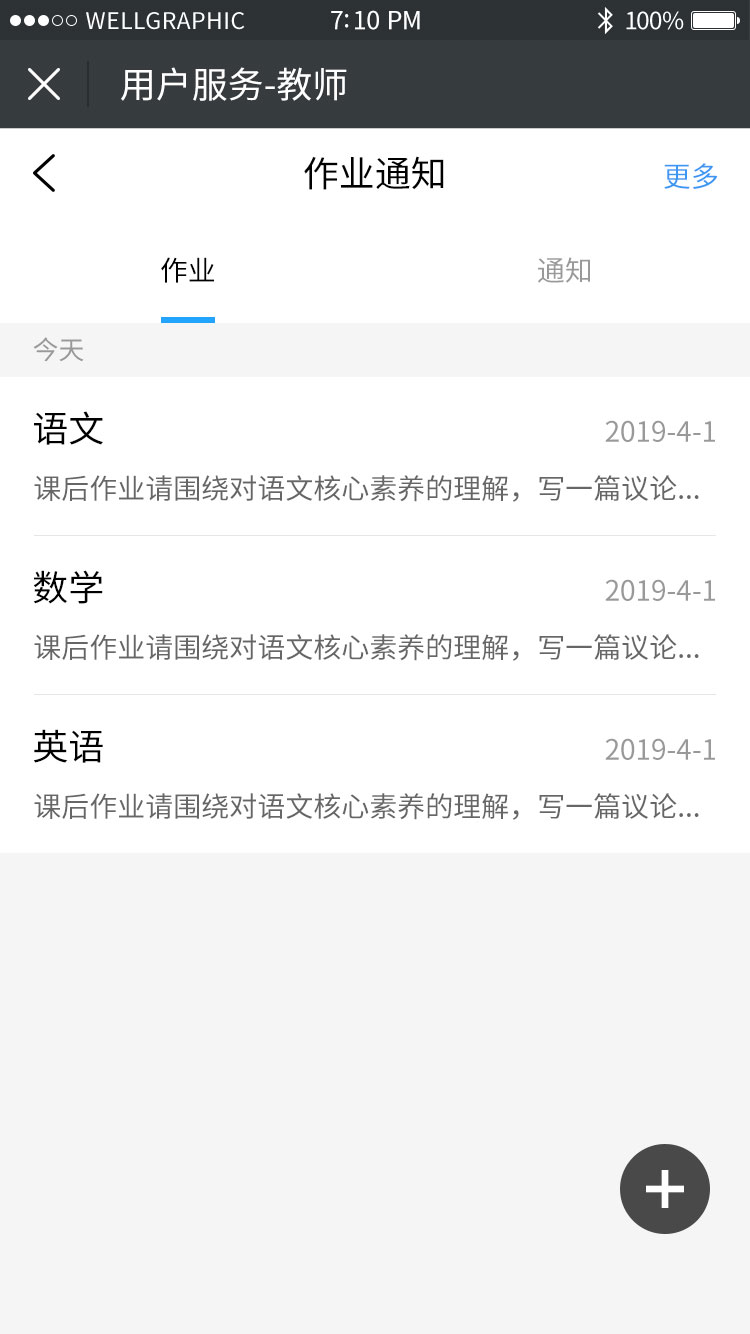 WELLGRAPHIC 7:10 PM 100%
用户服务-教师
作业通知 更多
作业 通知
今天
语文 2019-4-1
课后作业请围绕对语文核心素养的理解，写一篇议论...
数学 2019-4-1
课后作业请围绕对语文核心素养的理解，写一篇议论...
英语 2019-4-1
课后作业请围绕对语文核心素养的理解，写一篇议论...